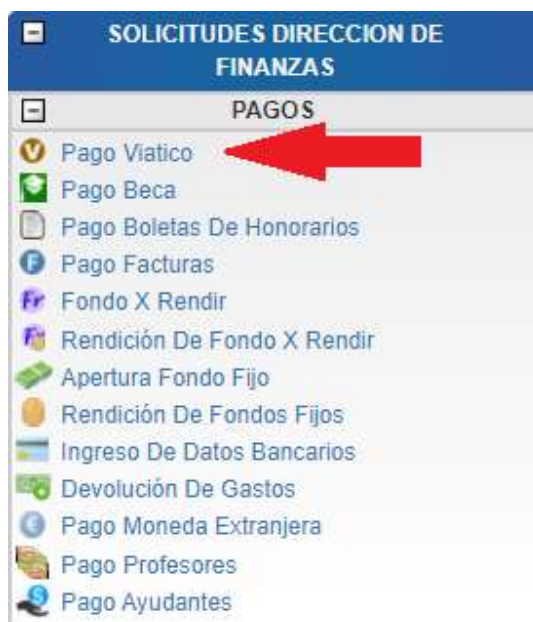 SOLICITUDES DIRECCION DE
FINANZAS
PAGOS
Pago Viatico
Pago Beca
Pago Boletas De Honorarios
Pago Facturas
Fondo X Rendir
Rendición De Fondo X Rendir
Apertura Fondo Fijo
Rendición De Fondos Fijos
Ingreso De Datos Bancarios
Devolución De Gastos
Pago Moneda Extranjera
Pago Profesores
Pago Ayudantes